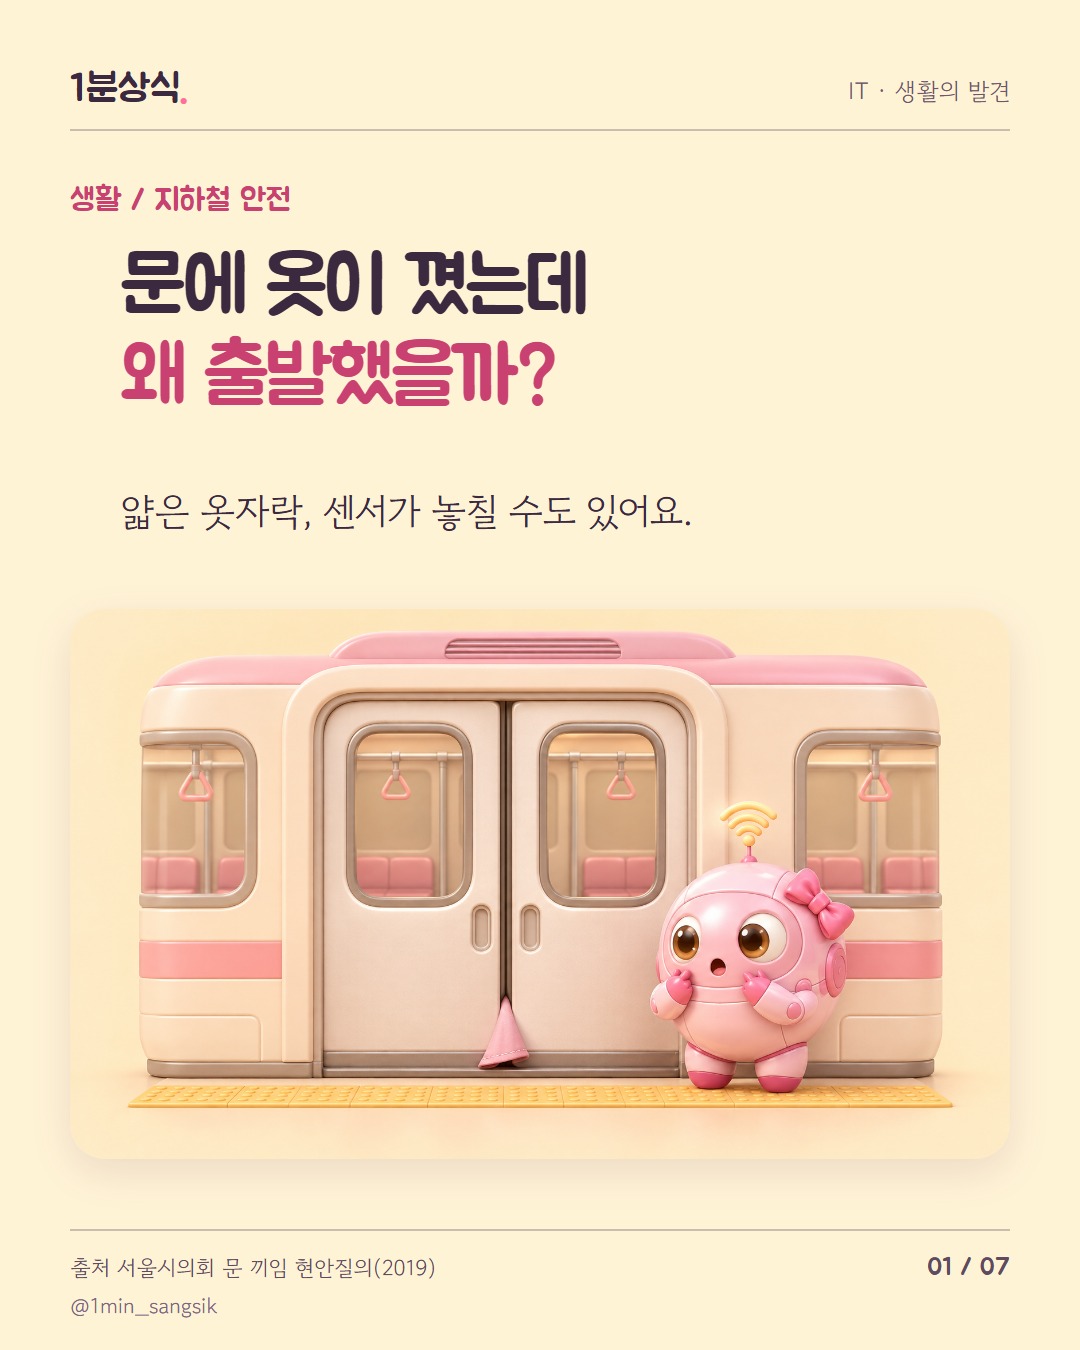 1분상식.
IT · 생활의 발견
생활 / 지하철 안전
문에 옷이 꼈는데
왜 출발했을까?
얇은 옷자락, 센서가 놓칠 수도 있어요.
출처 서울시의회 문 끼임 현안질의(2019)
01 / 07
@1min_sangsik